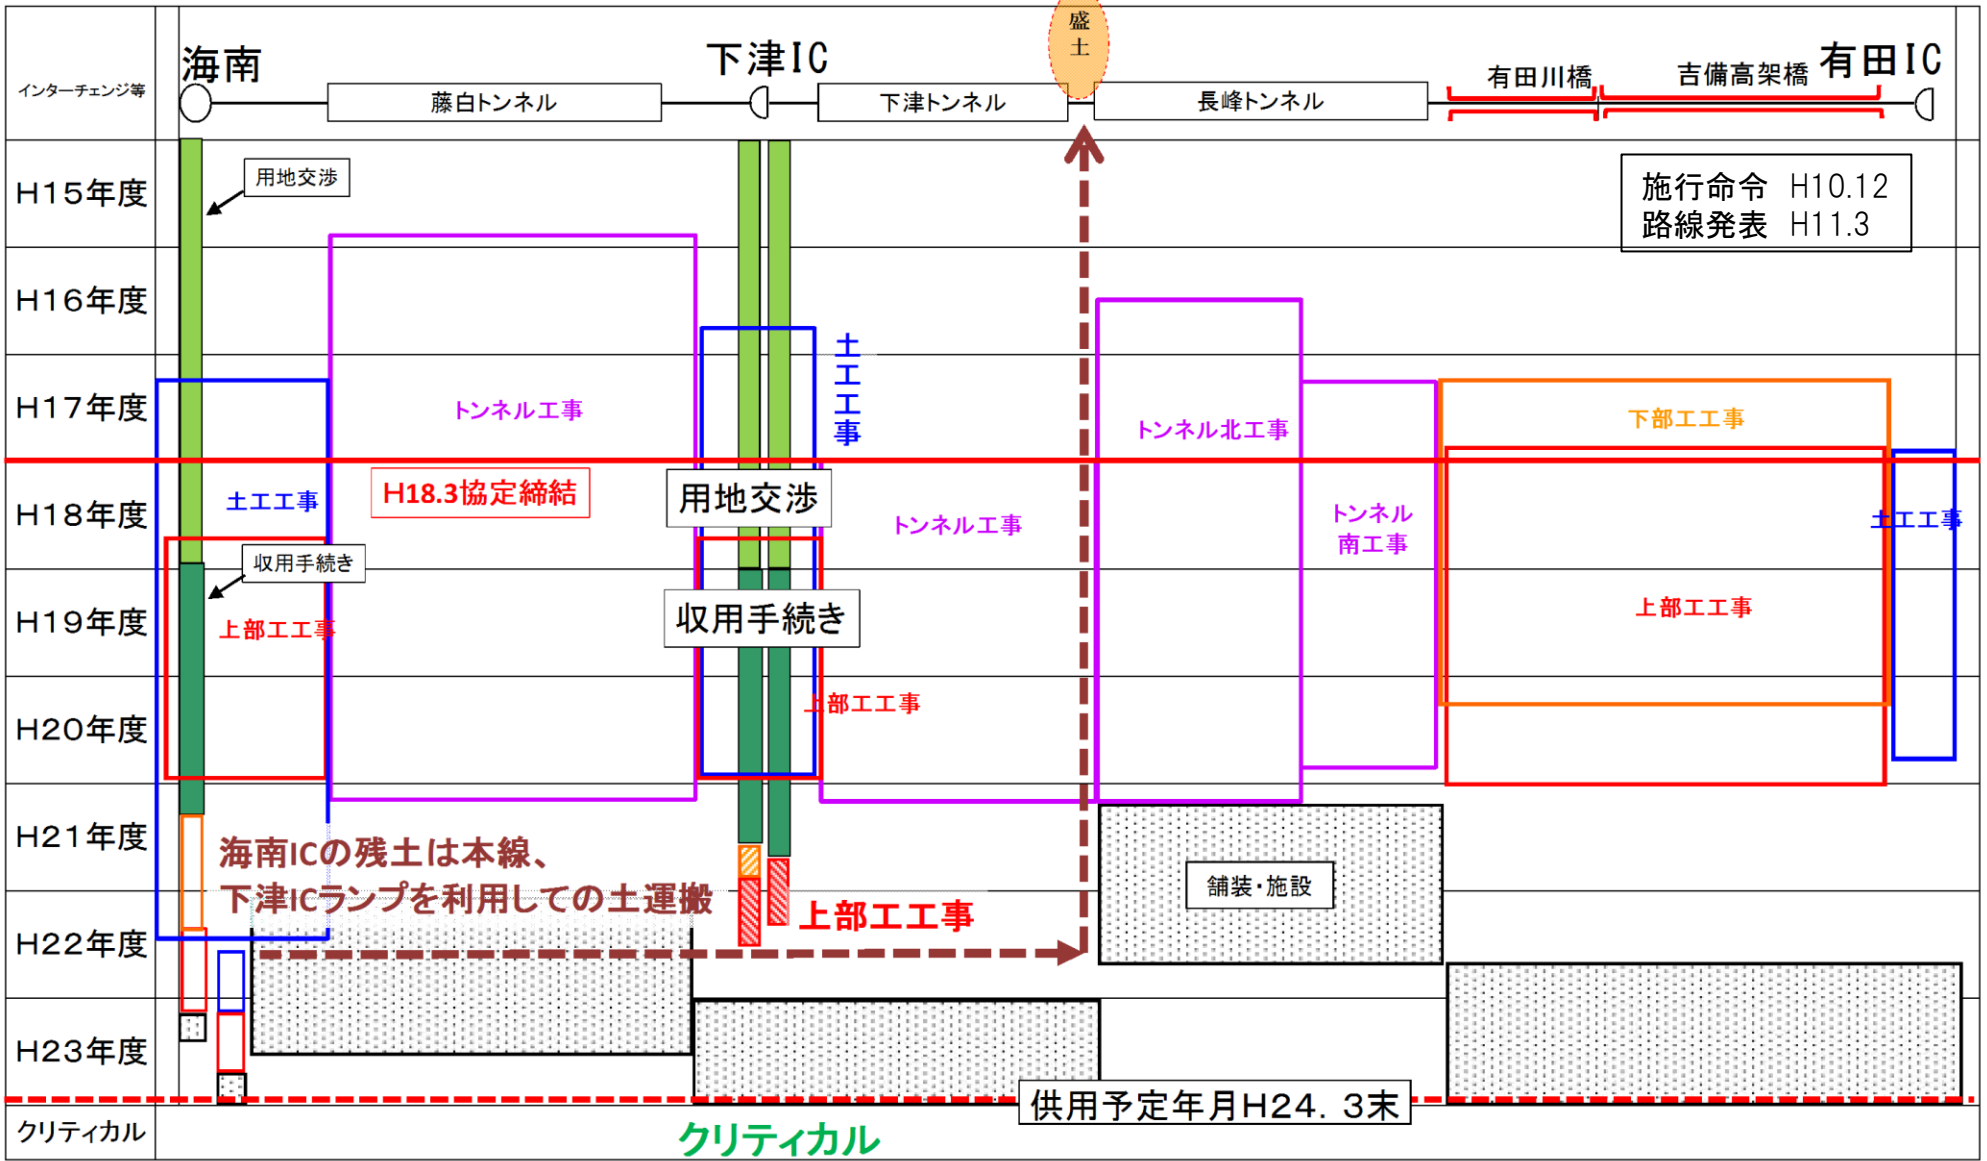 盛
土
海南
下津IC
有田IC
インターチェンジ等
藤白トンネル
下津トンネル
長峰トンネル
有田川橋
吉備高架橋
H15年度
用地交渉
施行命令 H10.12
路線発表 H11.3
H16年度
H17年度
トンネル工事
土工工事
トンネル北工事
下部工工事
H18年度
土工工事
H18.3協定締結
用地交渉
トンネル工事
トンネル
南工事
土工工事
収用手続き
H19年度
上部工工事
収用手続き
上部工工事
H20年度
上部工工事
H21年度
海南ICの残土は本線、
下津ICランプを利用しての土運搬
舗装・施設
上部工工事
H22年度
H23年度
供用予定年月H24.3末
クリティカル
クリティカル